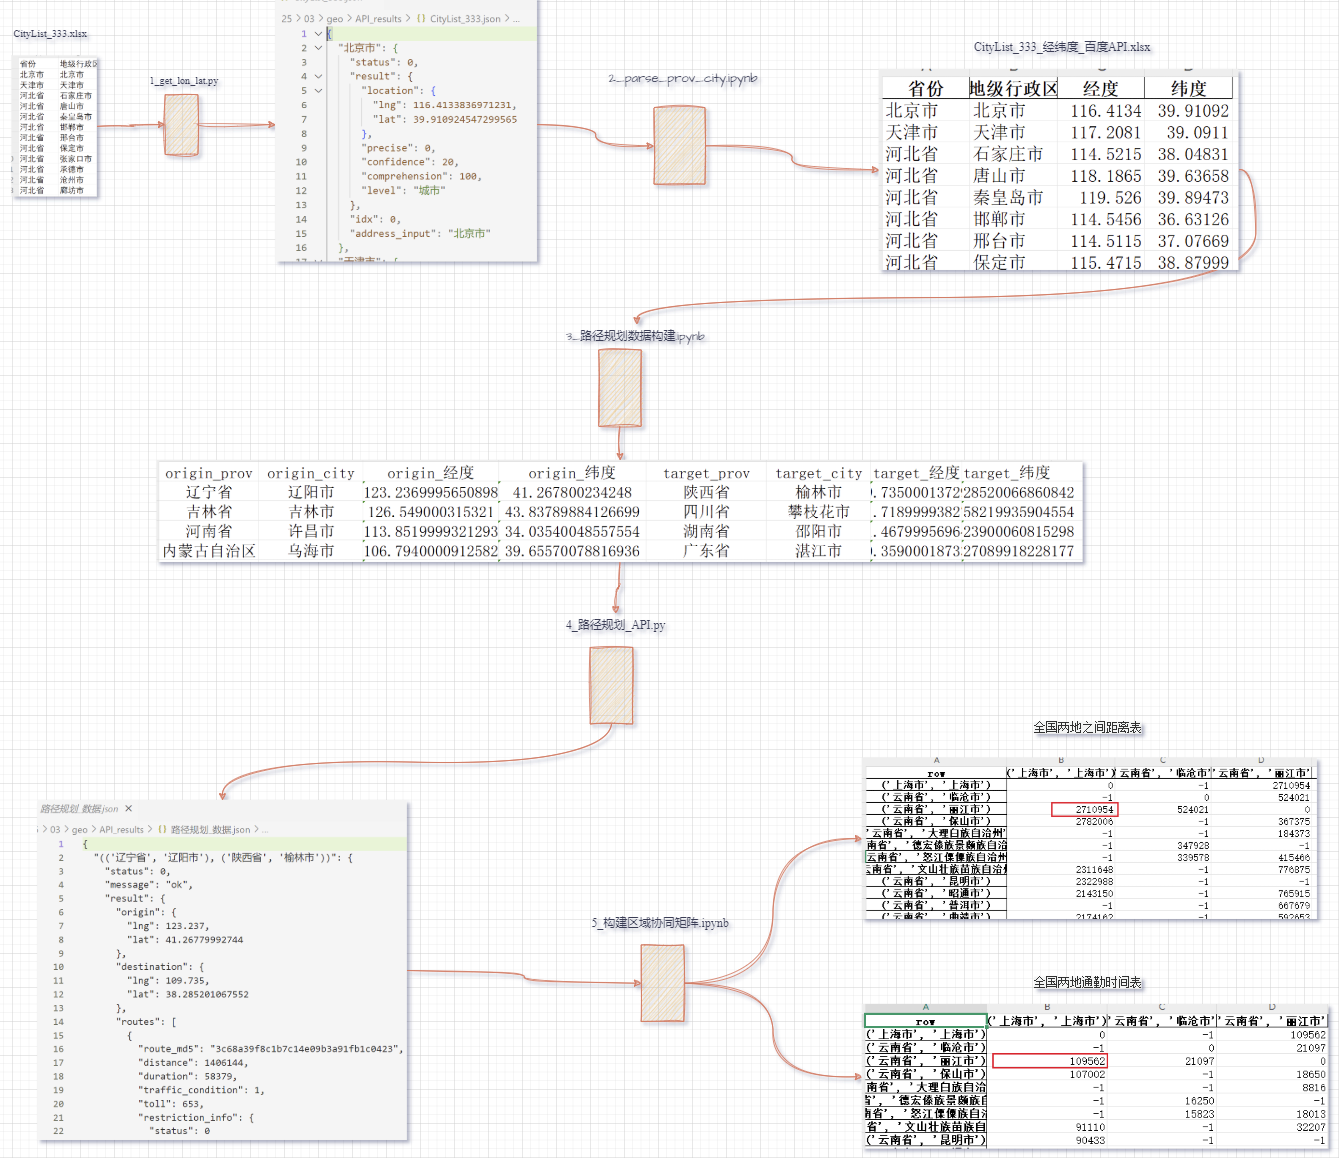 CityList_333.xlsx
省份 地级行政区
北京市 北京市
天津市 天津市
河北省 石家庄市
河北省 唐山市
河北省 秦皇岛市
河北省 邯郸市
河北省 邢台市
河北省 保定市
河北省 张家口市
河北省 承德市
河北省 沧州市
河北省 廊坊市
1_get_lon_lat.py
25 > 03 > geo > API_results > {} CityList_333.json > ...
1 {
2 "北京市": {
3 "status": 0,
4 "result": {
5 "location": {
6 "lng": 116.4133836971231,
7 "lat": 39.910924547299565
8 },
9 "precise": 0,
10 "confidence": 20,
11 "comprehension": 100,
12 "level": "城市"
13 },
14 "idx": 0,
15 "address_input": "北京市"
16 },
"天津市": {
2_parse_prov_city.ipynb
CityList_333_经纬度_百度API.xlsx
省份 地级行政区 经度 纬度
北京市 北京市 116.4134 39.91092
天津市 天津市 117.2081 39.0911
河北省 石家庄市 114.5215 38.04831
河北省 唐山市 118.1865 39.63658
河北省 秦皇岛市 119.526 39.89473
河北省 邯郸市 114.5456 36.63126
河北省 邢台市 114.5115 37.07669
河北省 保定市 115.4715 38.87999
3_路径规划数据构建.ipynb
origin_prov origin_city origin_经度 origin_纬度 target_prov target_city target_经度 target_纬度
辽宁省 辽阳市 123.2369995650898 41.267800234248 陕西省 榆林市 .7350001372 28520066860842
吉林省 吉林市 126.549000315321 43.83789884126699 四川省 攀枝花市 .7189999382 58219935904554
河南省 许昌市 113.8519999321293 34.03540048557554 湖南省 邵阳市 .4679995696 23900060815298
内蒙古自治区 乌海市 106.7940000912582 39.65570078816936 广东省 湛江市 .3590001873 27089918228177
4_路径规划_API.py
路径规划_数据.json ×
> 03 > geo > API_results > {} 路径规划_数据.json > ...
1 {
2 "(('辽宁省', '辽阳市'), ('陕西省', '榆林市'))": {
3 "status": 0,
4 "message": "ok",
5 "result": {
6 "origin": {
7 "lng": 123.237,
8 "lat": 41.26779992744
9 },
10 "destination": {
11 "lng": 109.735,
12 "lat": 38.285201067552
13 },
14 "routes": [
15 {
16 "route_md5": "3c68a39f8c1b7c14e09b3a91fb1c0423",
17 "distance": 1406144,
18 "duration": 58379,
19 "traffic_condition": 1,
20 "toll": 653,
21 "restriction_info": {
22 "status": 0
5_构建区域协同矩阵.ipynb
全国两地之间距离表
A B C D
row ('上海市', '上海市') 云南省', '临沧市' '云南省', '丽江市'
('上海市', '上海市') 0 -1 2710954
('云南省', '临沧市') -1 0 524021
('云南省', '丽江市') 2710954 524021 0
('云南省', '保山市') 2782006 -1 367375
'云南省', '大理白族自治州' -1 -1 184373
南省', '德宏傣族景颇族自治 -1 347928 -1
云南省', '怒江傈僳族自治州 -1 339578 415466
云南省', '文山壮族苗族自治州 2311648 -1 776875
('云南省', '昆明市') 2322988 -1 -1
('云南省', '昭通市') 2143150 -1 765915
('云南省', '普洱市') -1 -1 667679
('云南省', '曲靖市') 2174162 -1 592653
全国两地通勤时间表
A B C D
row ('上海市', '上海市') '云南省', '临沧市' '云南省', '丽江市'
('上海市', '上海市') 0 -1 109562
('云南省', '临沧市') -1 0 21097
('云南省', '丽江市') 109562 21097 0
('云南省', '保山市') 107002 -1 18650
南省', '大理白族自治 -1 -1 8816
省', '德宏傣族景颇族自 -1 16250 -1
南省', '怒江傈僳族自治 -1 15823 18013
省', '文山壮族苗族自 91110 -1 32207
('云南省', '昆明市') 90433 -1 -1